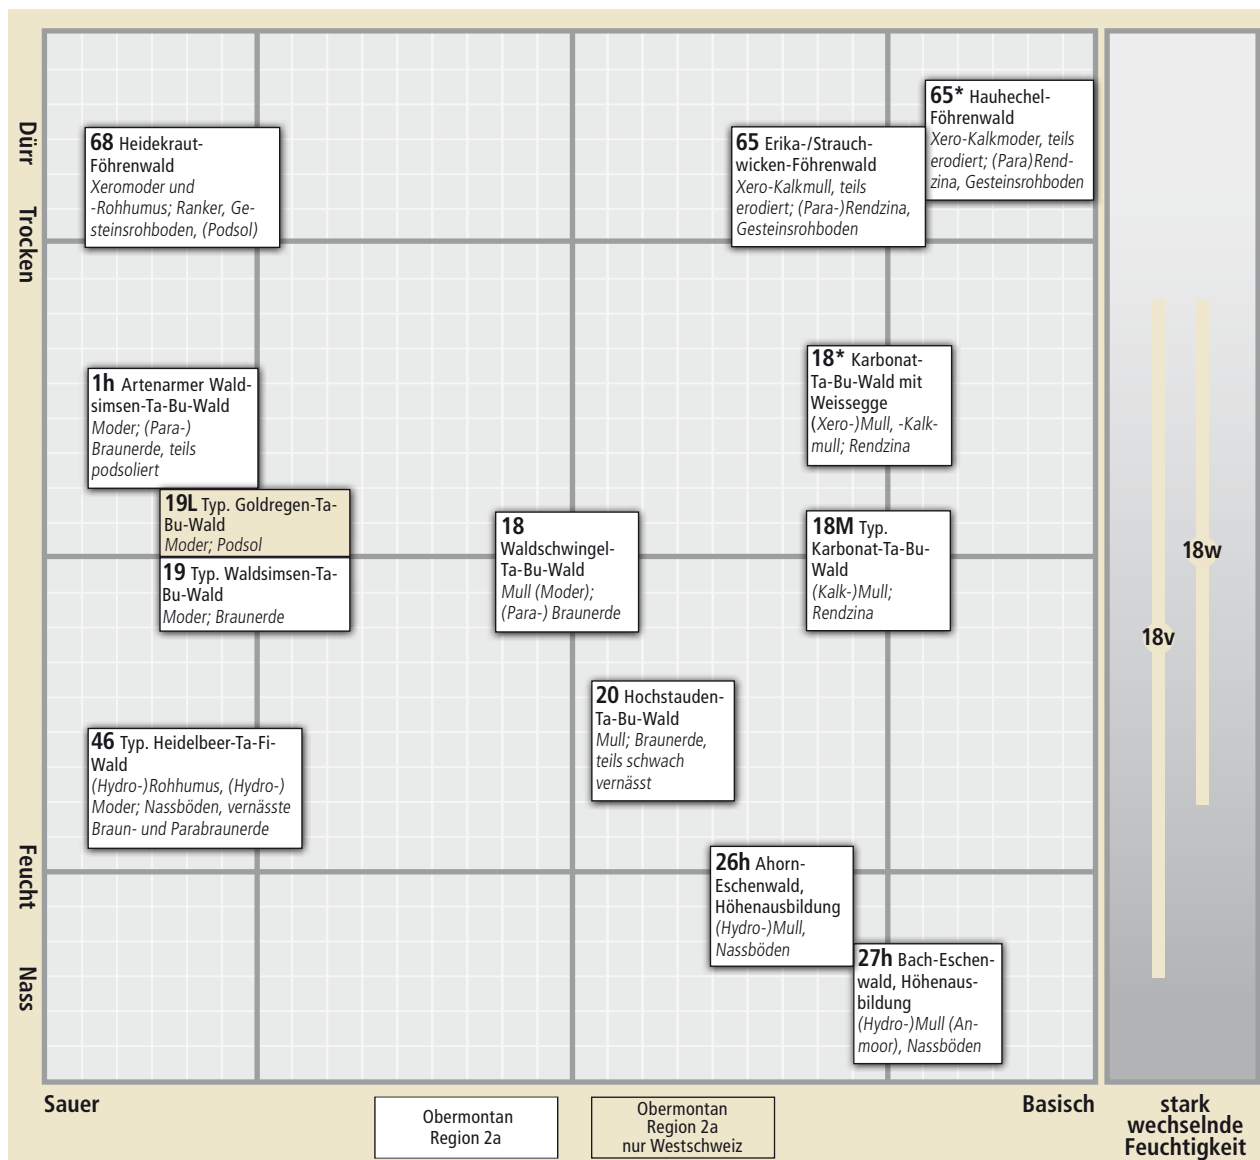 Dürr
Trocken
Feucht
Nass
68 Heidekraut-
Föhrenwald
Xeromoder und
-Rohhumus; Ranker, Ge-
steinsrohboden, (Podsol)
65 Erika-/Strauch-
wicken-Föhrenwald
Xero-Kalkmull, teils
erodiert; (Para-)Rendzina,
Gesteinsrohboden
65* Hauhechel-
Föhrenwald
Xero-Kalkmoder, teils
erodiert; (Para)Rend-
zina, Gesteinsrohboden
1h Artenarmer Wald-
simsen-Ta-Bu-Wald
Moder; (Para-)
Braunerde, teils
podsoliert
18* Karbonat-
Ta-Bu-Wald mit
Weissegge
(Xero-)Mull, -Kalk-
mull; Rendzina
19L Typ. Goldregen-Ta-
Bu-Wald
Moder; Podsol
19 Typ. Waldsimsen-Ta-
Bu-Wald
Moder; Braunerde
18
Waldschwingel-
Ta-Bu-Wald
Mull (Moder);
(Para-) Braunerde
18M Typ.
Karbonat-Ta-Bu-
Wald
(Kalk-)Mull;
Rendzina
20 Hochstauden-
Ta-Bu-Wald
Mull; Braunerde,
teils schwach
vernässt
46 Typ. Heidelbeer-Ta-Fi-
Wald
(Hydro-)Rohhumus, (Hydro-)
Moder; Nassböden, vernässte
Braun- und Parabraunerde
26h Ahorn-
Eschenwald,
Höhenausbildung
(Hydro-)Mull,
Nassböden
27h Bach-Eschen-
wald, Höhenaus-
bildung
(Hydro-)Mull (An-
moor), Nassböden
18w
18v
Sauer
Basisch
stark
wechselnde
Feuchtigkeit
Obermontan
Region 2a
Obermontan
Region 2a
nur Westschweiz